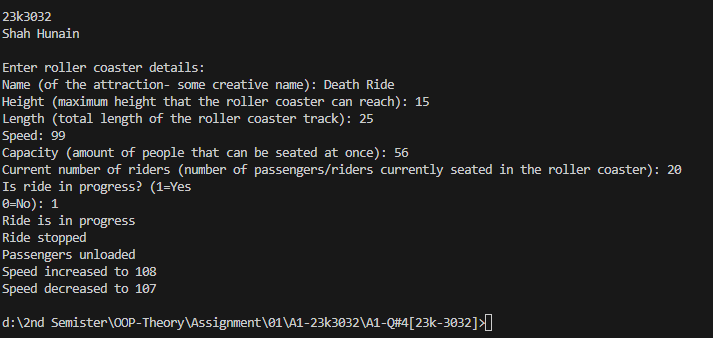 23k3032
Shah Hunain
Enter roller coaster details:
Name (of the attraction- some creative name): Death Ride
Height (maximum height that the roller coaster can reach): 15
Length (total length of the roller coaster track): 25
Speed: 99
Capacity (amount of people that can be seated at once): 56
Current number of riders (number of passengers/riders currently seated in the roller coaster): 20
Is ride in progress? (1=Yes
0=No): 1
Ride is in progress
Ride stopped
Passengers unloaded
Speed increased to 108
Speed decreased to 107
d:\2nd Semister\OOP-Theory\Assignment\01\A1-23k3032\A1-Q#4[23k-3032]>